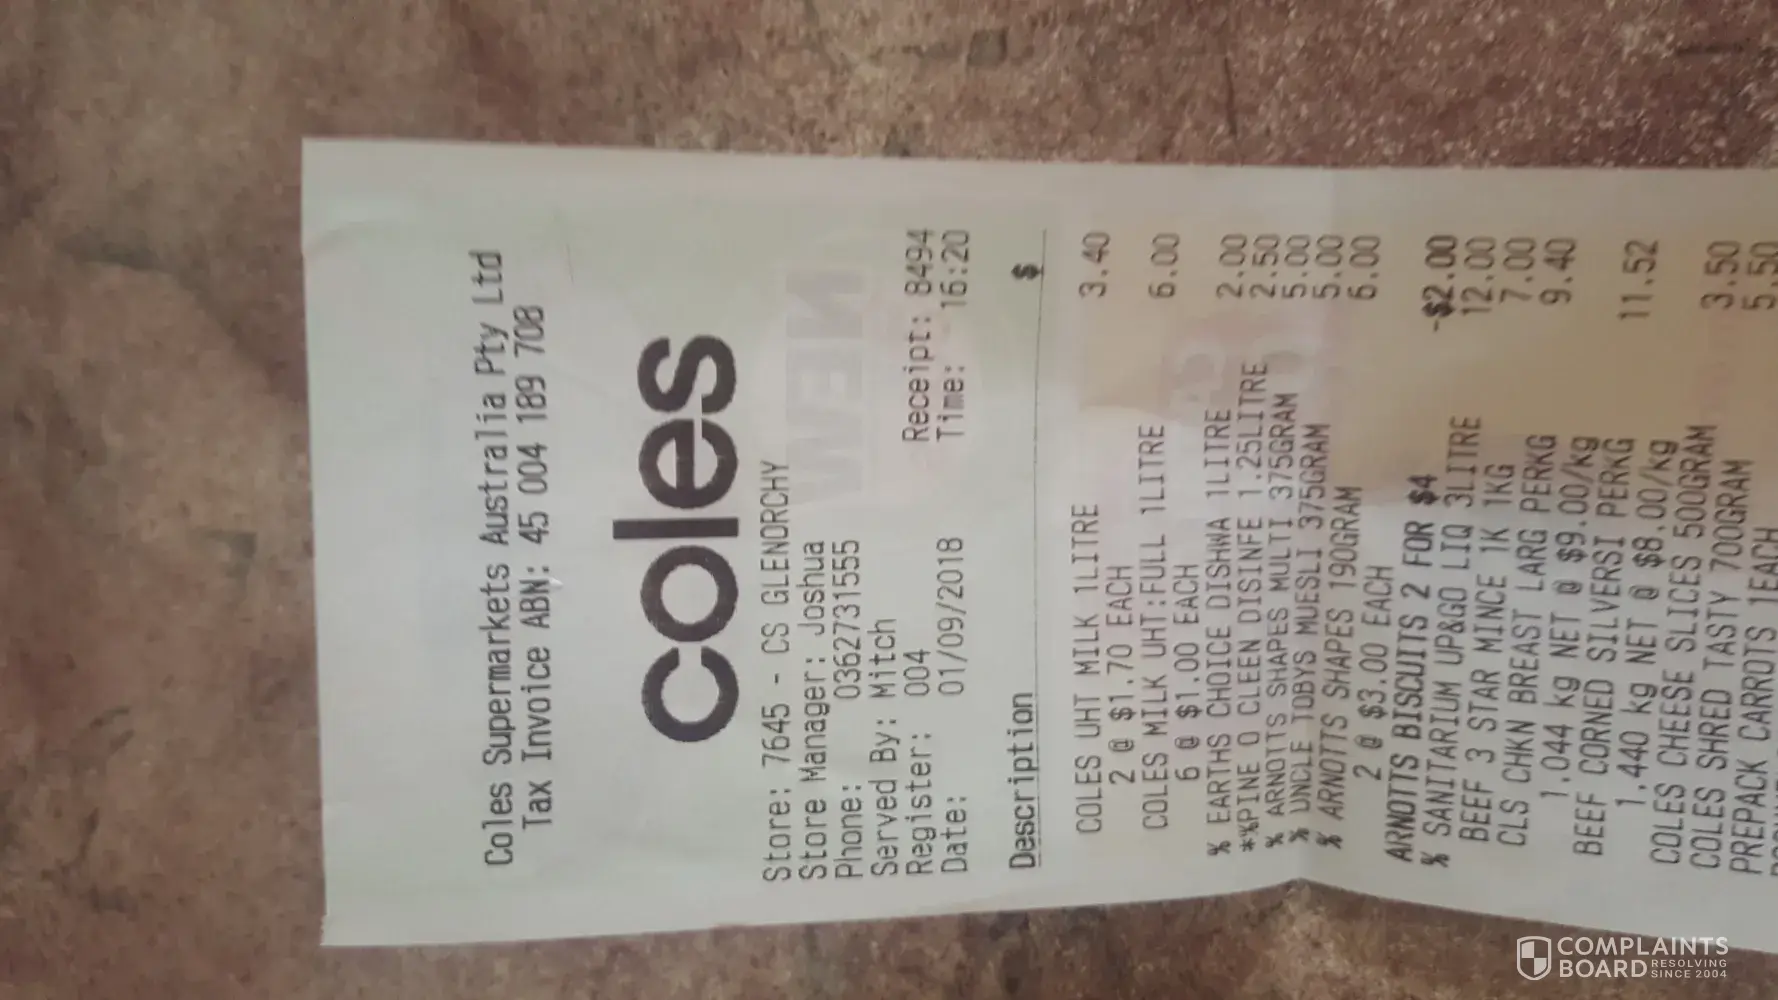 Coles Supermarkets Australia Pty Ltd
Tax Invoice ABN: 45 004 189 708
coles
NEW
Store: 7645 - CS GLENORCHY
Store Manager: Joshua
Phone: 0362731555
Served By: Mitch
Register: 004 Receipt: 8494
Date: 01/09/2018 Time: 16:20
Description $
COLES UHT MILK 1LITRE 3.40
2 @ $1.70 EACH
COLES MILK UHT:FULL 1LITRE 6.00
6 @ $1.00 EACH
% EARTHS CHOICE DISHWA 1LITRE 2.00
*%PINE O CLEEN DISINFE 1.25LITRE 2.50
% ARNOTTS SHAPES MULTI 375GRAM 5.00
% UNCLE TOBYS MUESLI 375GRAM 5.00
% ARNOTTS SHAPES 190GRAM 6.00
2 @ $3.00 EACH
ARNOTTS BISCUITS 2 FOR $4 -$2.00
% SANITARIUM UP&GO LIQ 3LITRE 12.00
BEEF 3 STAR MINCE 1K 1KG 7.00
CLS CHKN BREAST LARG PERKG 9.40
1.044 kg NET @ $9.00/kg
BEEF CORNED SILVERSI PERKG 11.52
1.440 kg NET @ $8.00/kg
COLES CHEESE SLICES 500GRAM 3.50
COLES SHRED TASTY 700GRAM 5.50
PREPACK CARROTS 1EACH
COMPLAINTS
BOARD RESOLVING
SINCE 2004